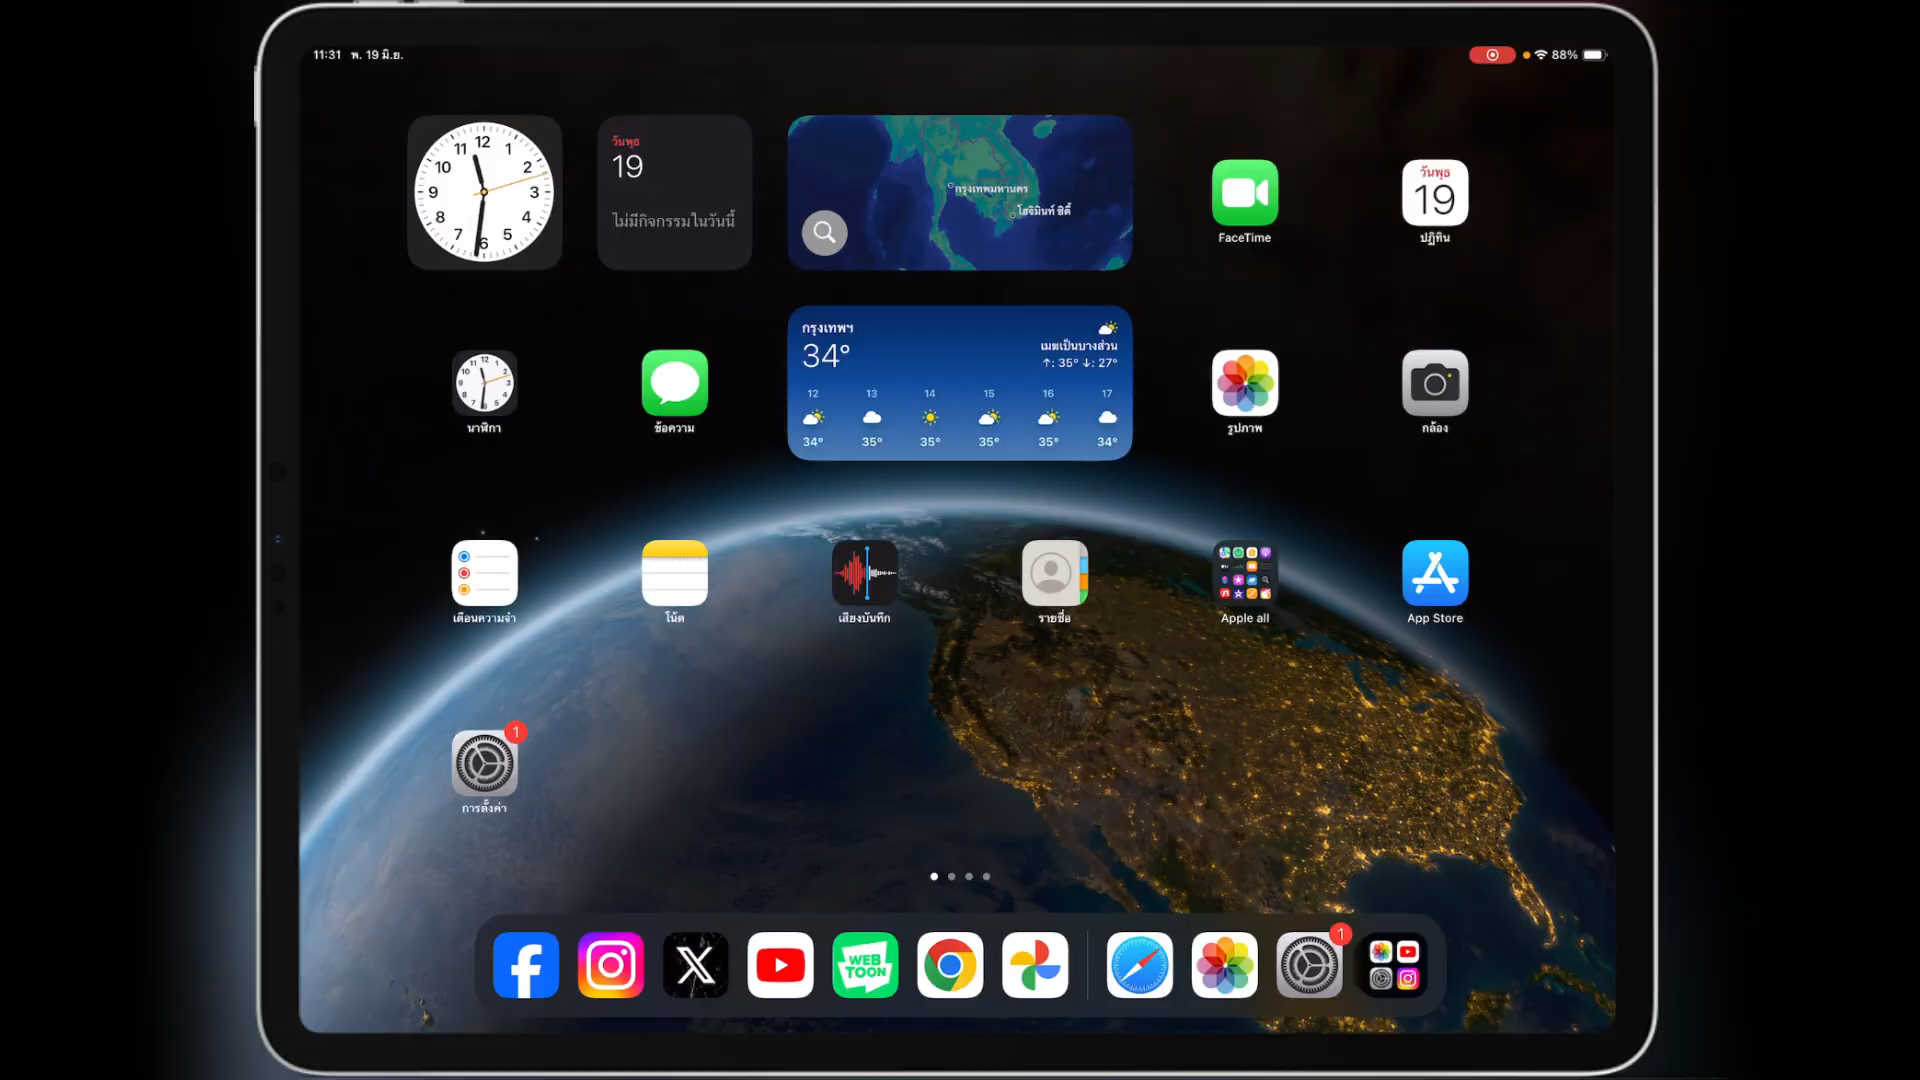 11:31 พ. 19 มิ.ย.
88%
12
1
2
3
4
5
6
7
8
9
10
11
วันพุธ
19
ไม่มีกิจกรรมในวันนี้
กรุงเทพมหานคร
โฮจิมินห์ ซิตี้
FaceTime
วันพุธ
19
ปฏิทิน
นาฬิกา
ข้อความ
กรุงเทพฯ
34°
เมฆเป็นบางส่วน
↑: 35° ↓: 27°
12 13 14 15 16 17
34° 35° 35° 35° 35° 34°
รูปภาพ
กล้อง
เตือนความจำ
โน้ต
เสียงบันทึก
รายชื่อ
Apple all
App Store
1
การตั้งค่า
WEB
TOON
1